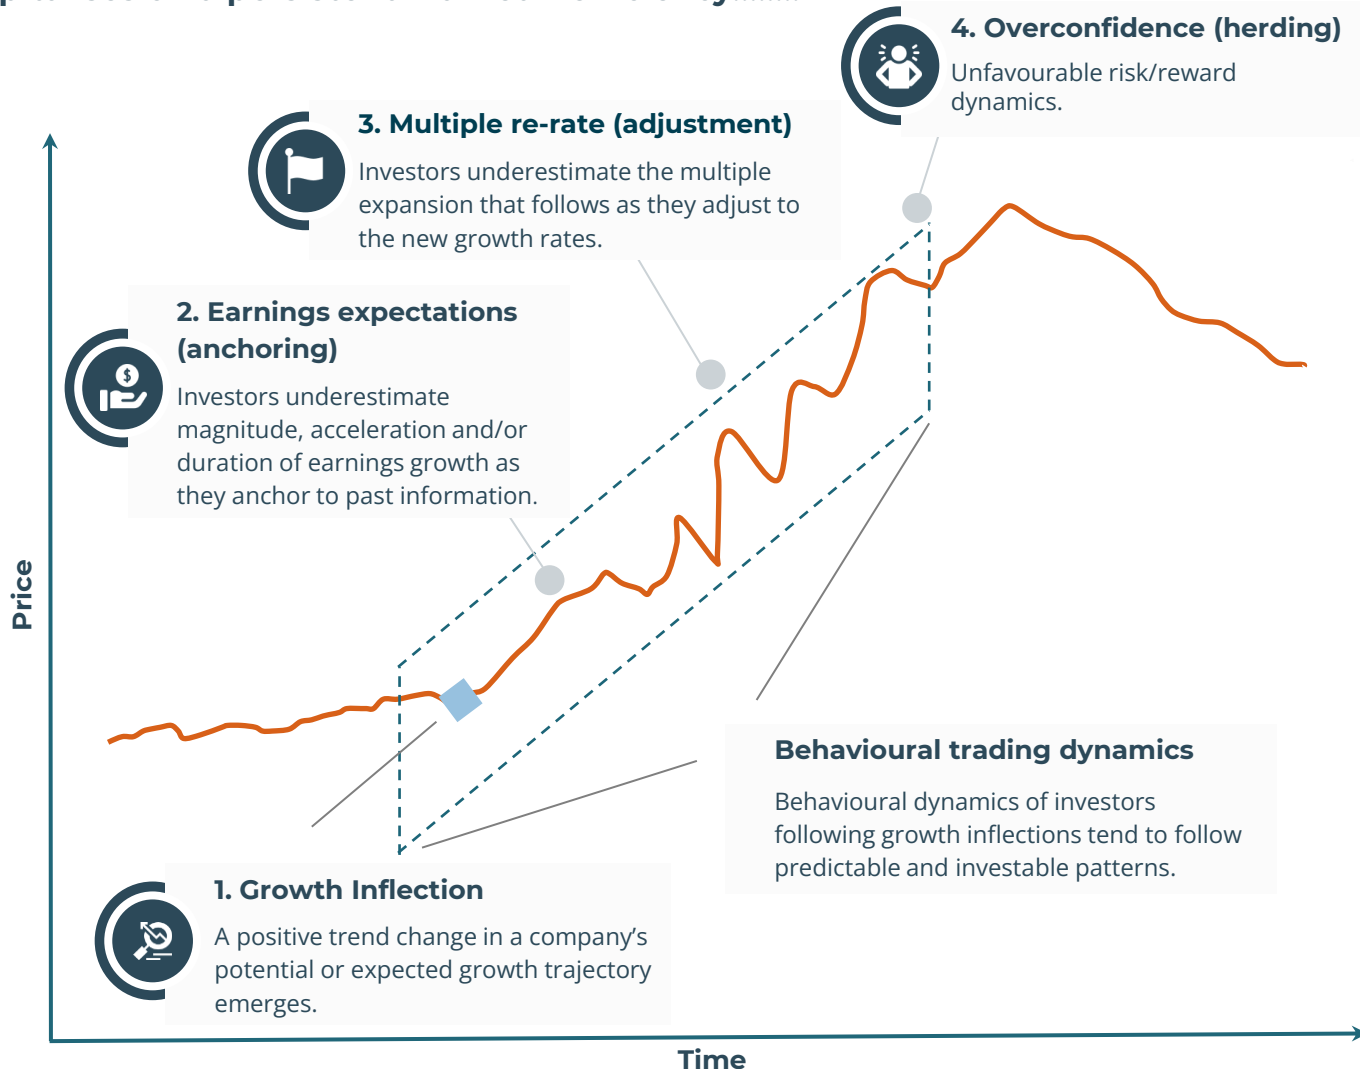 4. Overconfidence (herding)
Unfavourable risk/reward
dynamics.
3. Multiple re-rate (adjustment)
Investors underestimate the multiple
expansion that follows as they adjust to
the new growth rates.
2. Earnings expectations
(anchoring)
Investors underestimate
magnitude, acceleration and/or
duration of earnings growth as
they anchor to past information.
Price
Behavioural trading dynamics
Behavioural dynamics of investors
following growth inflections tend to follow
predictable and investable patterns.
1. Growth Inflection
A positive trend change in a company’s
potential or expected growth trajectory
emerges.
Time